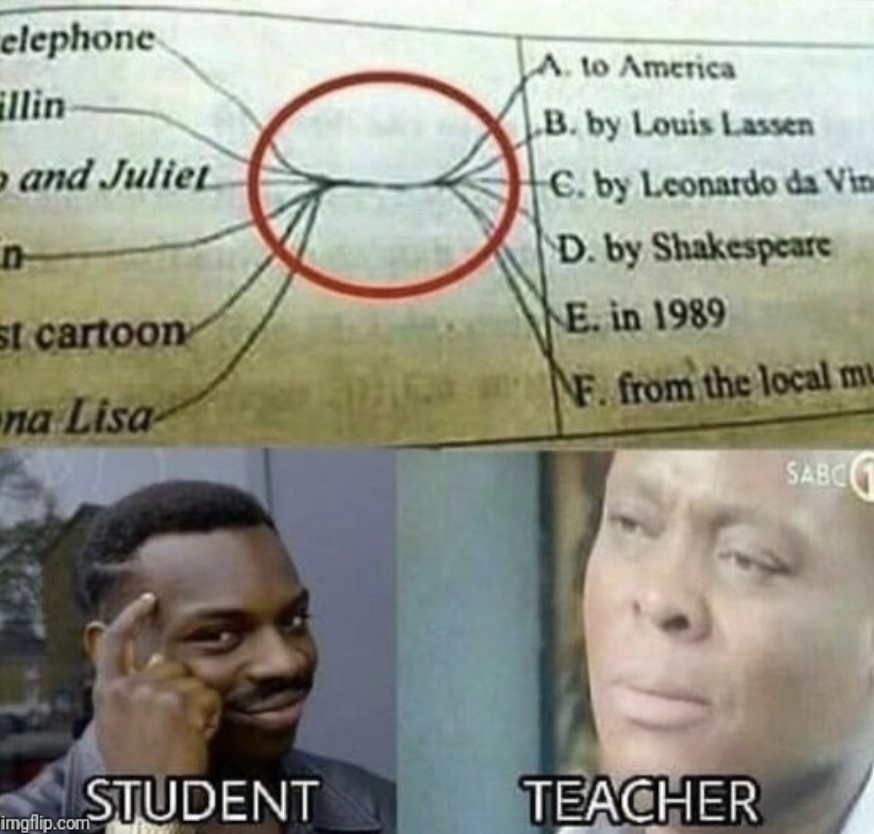 elephone
illin
o and Juliet
n
st cartoon
na Lisa
A. to America
B. by Louis Lassen
C. by Leonardo da Vin
D. by Shakespeare
E. in 1989
F. from the local mu
SABC 1
STUDENT
TEACHER
imgflip.com